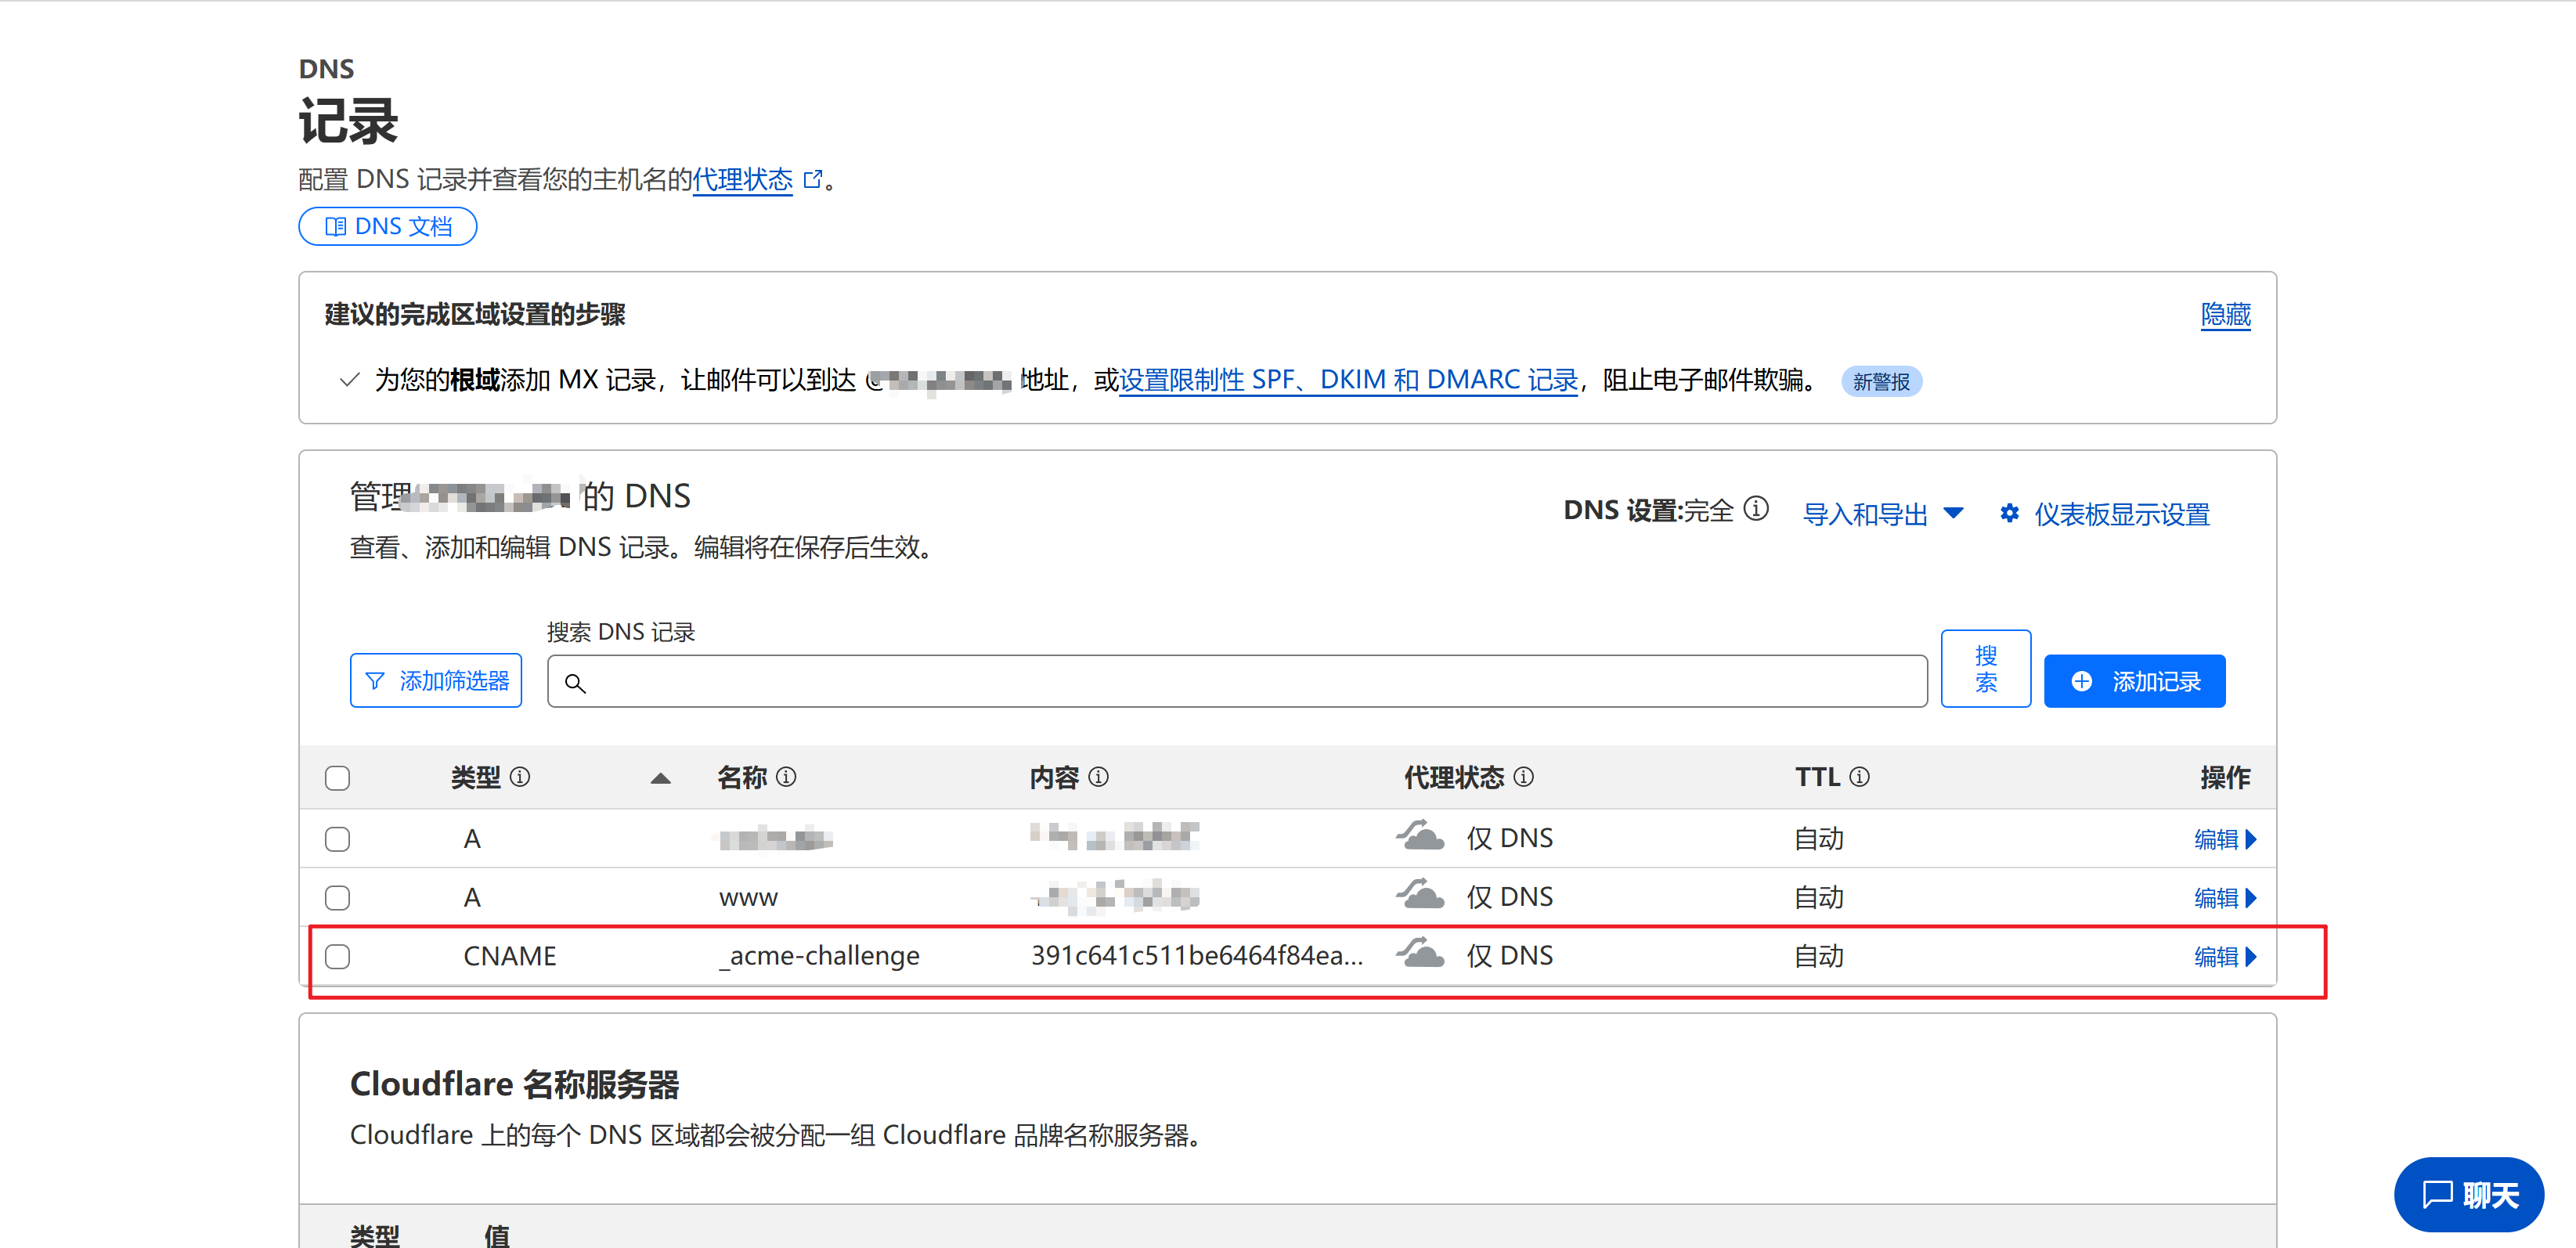 DNS
记录
配置 DNS 记录并查看您的主机名的代理状态。
DNS 文档
建议的完成区域设置的步骤
隐藏
为您的根域添加 MX 记录，让邮件可以到达 @ 地址，或设置限制性 SPF、DKIM 和 DMARC 记录，阻止电子邮件欺骗。 新警报
管理 的 DNS
DNS 设置:完全 导入和导出 仪表板显示设置
查看、添加和编辑 DNS 记录。编辑将在保存后生效。
搜索 DNS 记录
添加筛选器
搜索
添加记录
类型 名称 内容 代理状态 TTL 操作
A 仅 DNS 自动 编辑
A www 仅 DNS 自动 编辑
CNAME _acme-challenge 391c641c511be6464f84ea... 仅 DNS 自动 编辑
Cloudflare 名称服务器
Cloudflare 上的每个 DNS 区域都会被分配一组 Cloudflare 品牌名称服务器。
聊天
类型 值